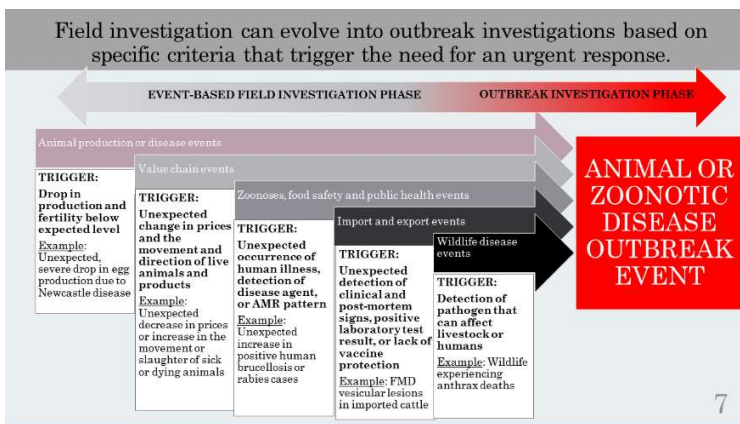 Field investigation can evolve into outbreak investigations based on
specific criteria that trigger the need for an urgent response.
EVENT-BASED FIELD INVESTIGATION PHASE
OUTBREAK INVESTIGATION PHASE
Animal production or disease events
TRIGGER:
Drop in
production and
fertility below
expected level
Example:
Unexpected,
severe drop in egg
production due to
Newcastle disease
Value chain events
TRIGGER:
Unexpected
change in prices
and the
movement and
direction of live
animals and
products
Example:
Unexpected
decrease in prices
or increase in the
movement or
slaughter of sick
or dying animals
Zoonoses, food safety and public health events
TRIGGER:
Unexpected
occurrence of
human illness,
detection of
disease agent,
or AMR pattern
Example:
Unexpected
increase in
positive human
brucellosis or
rabies cases
Import and export events
TRIGGER:
Unexpected
detection of
clinical and
post-mortem
signs, positive
laboratory test
result, or lack of
vaccine
protection
Example: FMD
vesicular lesions
in imported cattle
Wildlife disease
events
TRIGGER:
Detection of
pathogen that
can affect
livestock or
humans
Example: Wildlife
experiencing
anthrax deaths
ANIMAL OR
ZOONOTIC
DISEASE
OUTBREAK
EVENT
7